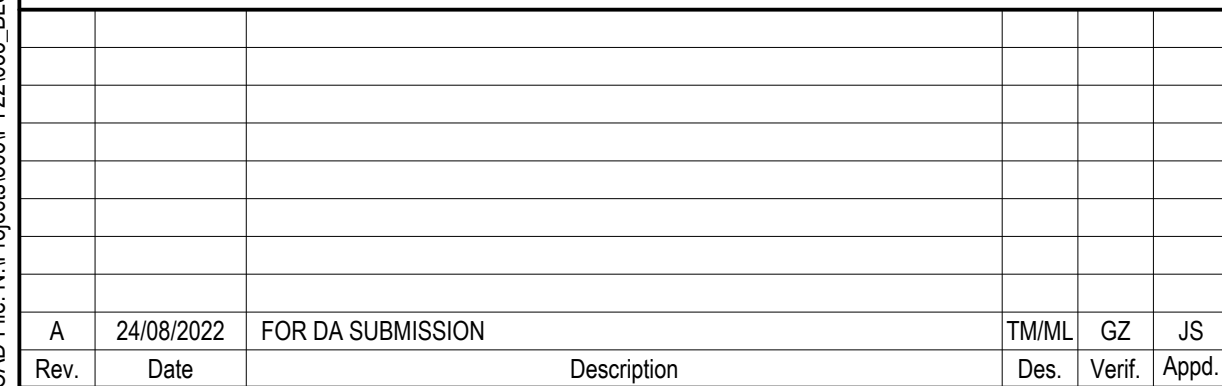 A 24/08/2022 FOR DA SUBMISSION TM/ML GZ JS
Rev. Date Description Des. Verif. Appd.